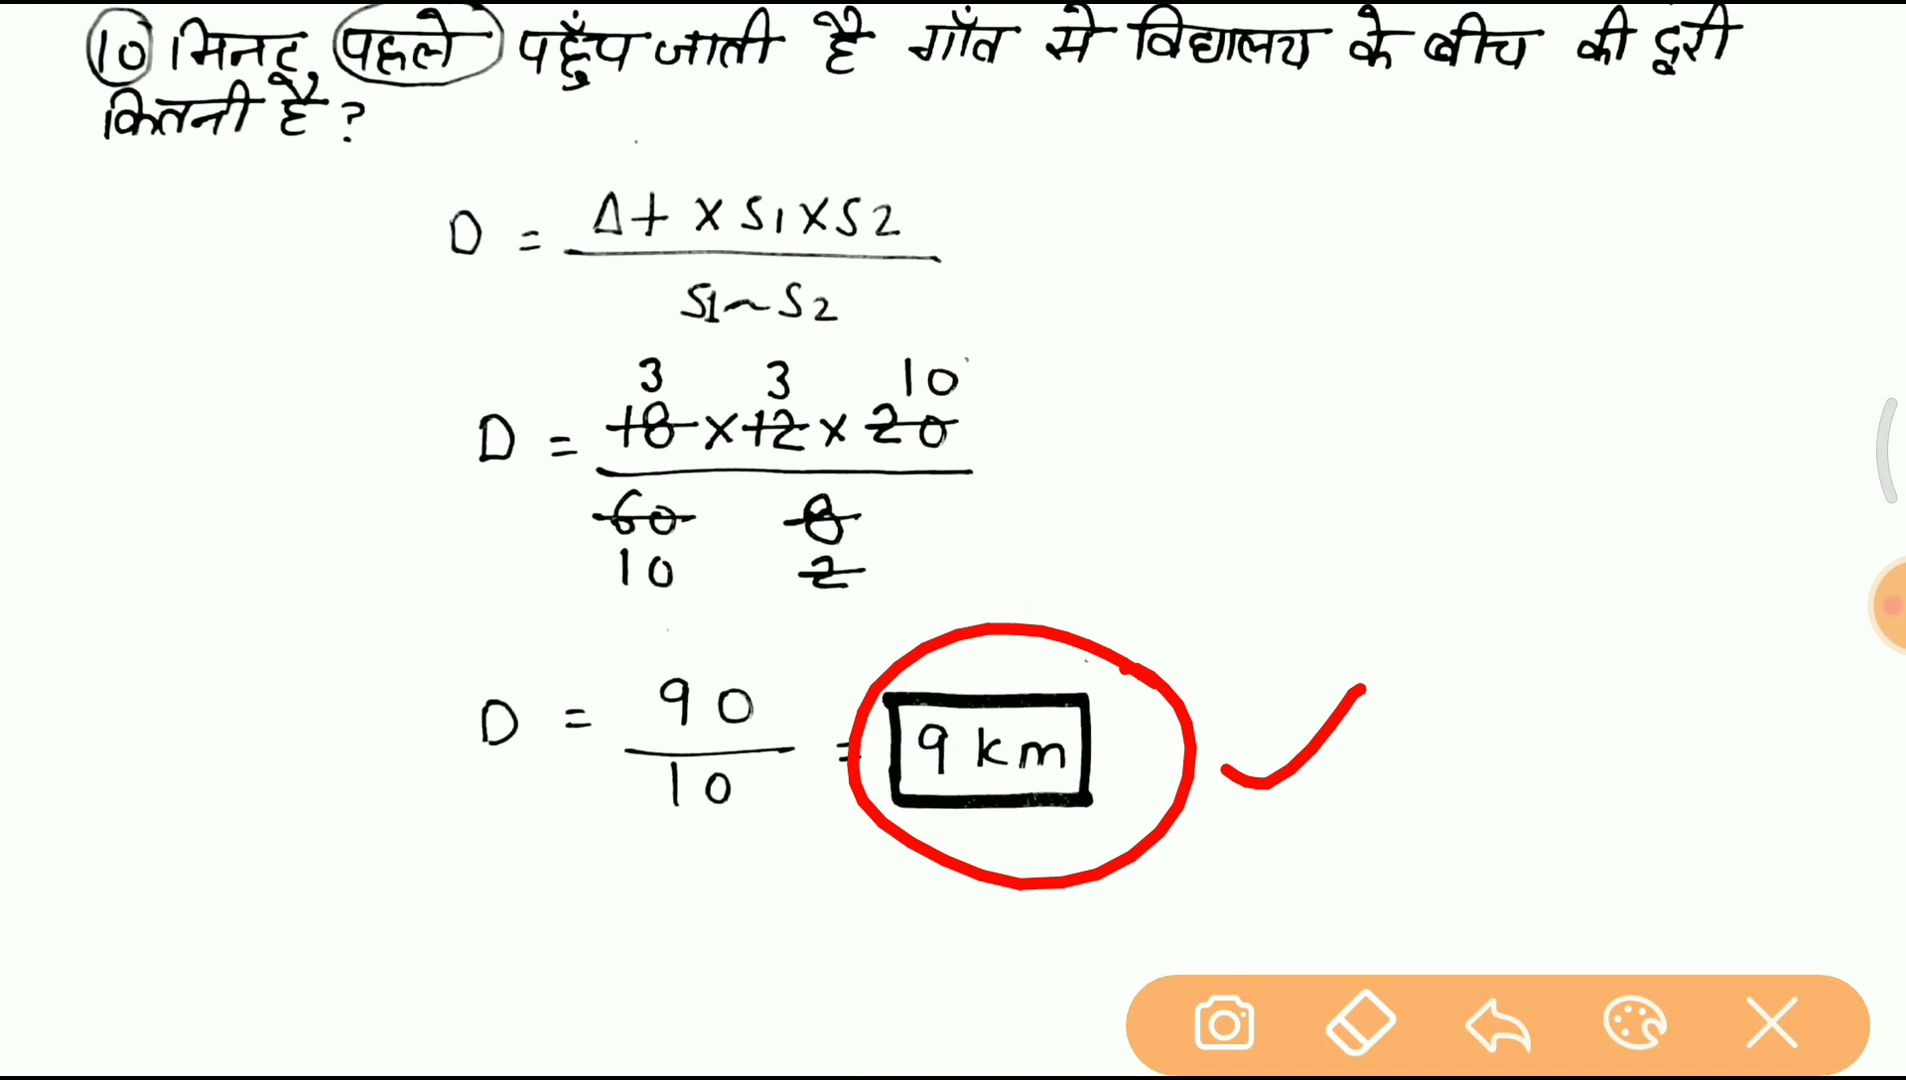 10 मिनट पहले पहुँप जाती है गाँव से विद्यालय के बीच की दूरी
कितनी है ?
D = Δt × S1 × S2
S1 ~ S2
3 3 10
D = 18 × 12 × 20
60 8
10 2
D = 90
10
= 9 km